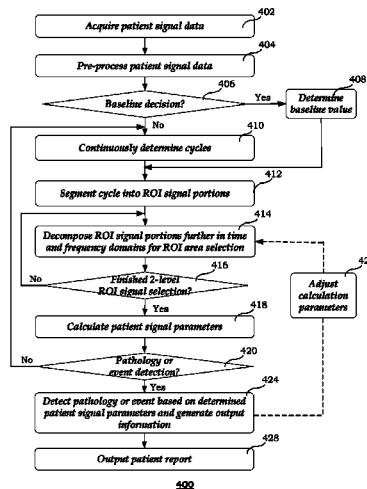 402
Acquire patient signal data
404
Pre-process patient signal data
406
Baseline decision?
Yes
408
Determine
baseline value
No
410
Continuously determine cycles
412
Segment cycle into ROI signal portions
414
Decompose ROI signal portions further in time
and frequency domains for ROI area selection
416
No
Finished 2-level
ROI signal selection?
Adjust
calculation
parameters
Yes
418
Calculate patient signal parameters
420
No
Pathology or
event detection?
Yes
424
Detect pathology or event based on determined
patient signal parameters and generate output
information
428
Output patient report
400